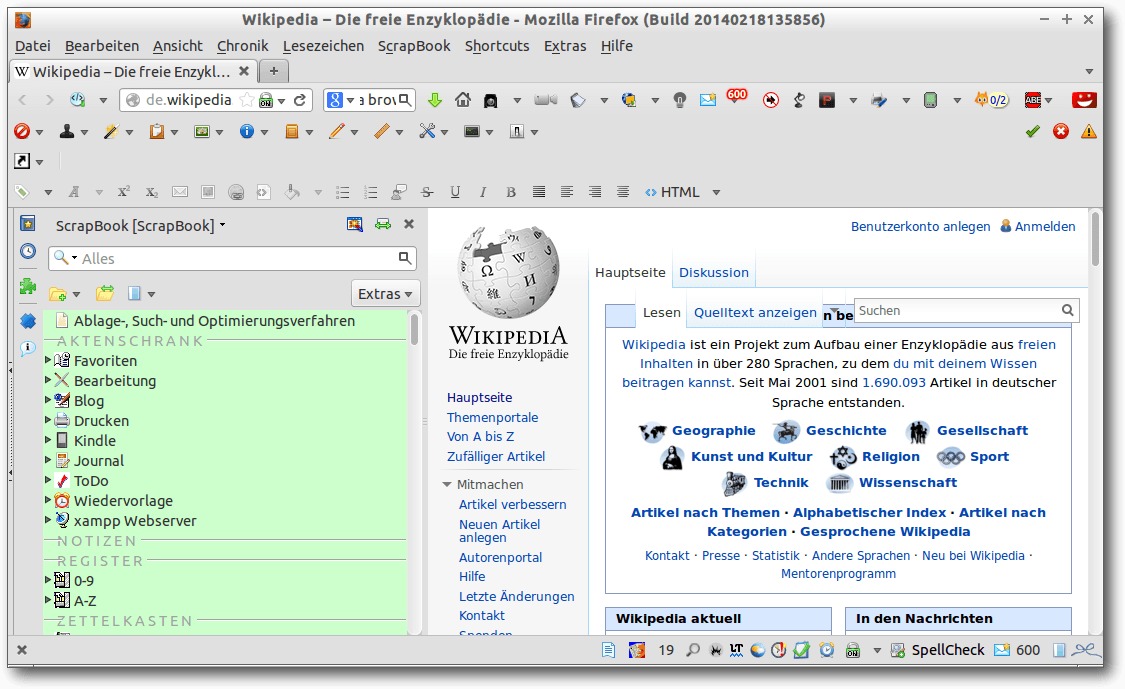 Wikipedia – Die freie Enzyklopädie - Mozilla Firefox (Build 20140218135856)
Datei Bearbeiten Ansicht Chronik Lesezeichen ScrapBook Shortcuts Extras Hilfe
W Wikipedia – Die freie Enzykl...
de.wikipedia 8 a brov 600 P 0/2 ABE
X² X₂ S U I B HTML
ScrapBook [ScrapBook]
Alles
Extras
Ablage-, Such- und Optimierungsverfahren
AKTENSCHRANK
Favoriten
Bearbeitung
Blog
Drucken
Kindle
Journal
ToDo
Wiedervorlage
xampp Webserver
NOTIZEN
REGISTER
0-9
A-Z
ZETTELKASTEN
WIKIPEDIA
Die freie Enzyklopädie
Hauptseite
Themenportale
Von A bis Z
Zufälliger Artikel
Mitmachen
Artikel verbessern
Neuen Artikel
anlegen
Autorenportal
Hilfe
Letzte Änderungen
Kontakt
Spenden
Benutzerkonto anlegen Anmelden
Hauptseite Diskussion
Lesen Quelltext anzeigen n be Suchen
Wikipedia ist ein Projekt zum Aufbau einer Enzyklopädie aus freien
Inhalten in über 280 Sprachen, zu dem du mit deinem Wissen
beitragen kannst. Seit Mai 2001 sind 1.690.093 Artikel in deutscher
Sprache entstanden.
Geographie Geschichte Gesellschaft
Kunst und Kultur Religion Sport
Technik Wissenschaft
Artikel nach Themen · Alphabetischer Index · Artikel nach
Kategorien · Gesprochene Wikipedia
Kontakt · Presse · Statistik · Andere Sprachen · Neu bei Wikipedia ·
Mentorenprogramm
Wikipedia aktuell In den Nachrichten
19 LT SpellCheck 600